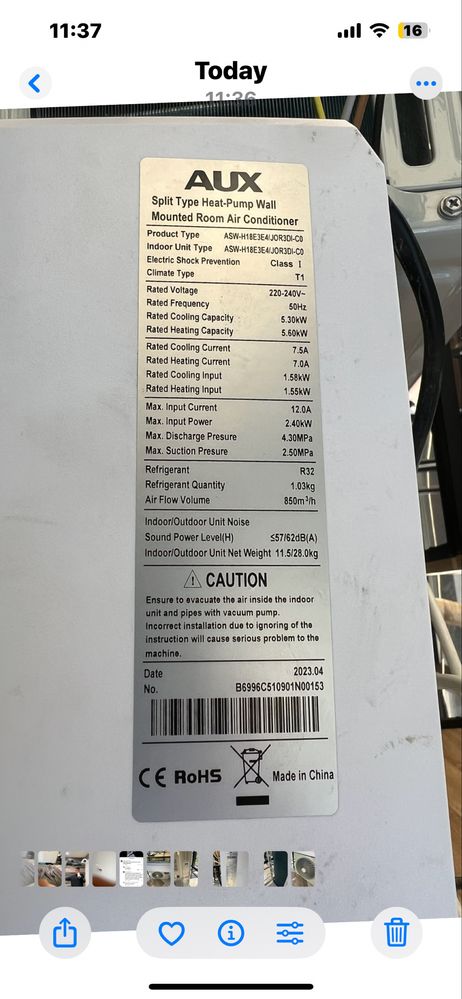 11:37
16
Today
11:36
AUX
Split Type Heat-Pump Wall
Mounted Room Air Conditioner
Product Type ASW-H18E3E4/JOR3DI-C0
Indoor Unit Type ASW-H18E3E4/JOR3DI-C0
Electric Shock Prevention Class I
Climate Type T1
Rated Voltage 220-240V~
Rated Frequency 50Hz
Rated Cooling Capacity 5.30kW
Rated Heating Capacity 5.60kW
Rated Cooling Current 7.5A
Rated Heating Current 7.0A
Rated Cooling Input 1.58kW
Rated Heating Input 1.55kW
Max. Input Current 12.0A
Max. Input Power 2.40kW
Max. Discharge Presure 4.30MPa
Max. Suction Presure 2.50MPa
Refrigerant R32
Refrigerant Quantity 1.03kg
Air Flow Volume 850m³/h
Indoor/Outdoor Unit Noise
Sound Power Level(H) ≤57/62dB(A)
Indoor/Outdoor Unit Net Weight 11.5/28.0kg
⚠ CAUTION
Ensure to evacuate the air inside the indoor
unit and pipes with vacuum pump.
Incorrect installation due to ignoring of the
instruction will cause serious problem to the
machine.
Date 2023.04
No. B6996C510901N00153
CE RoHS Made in China